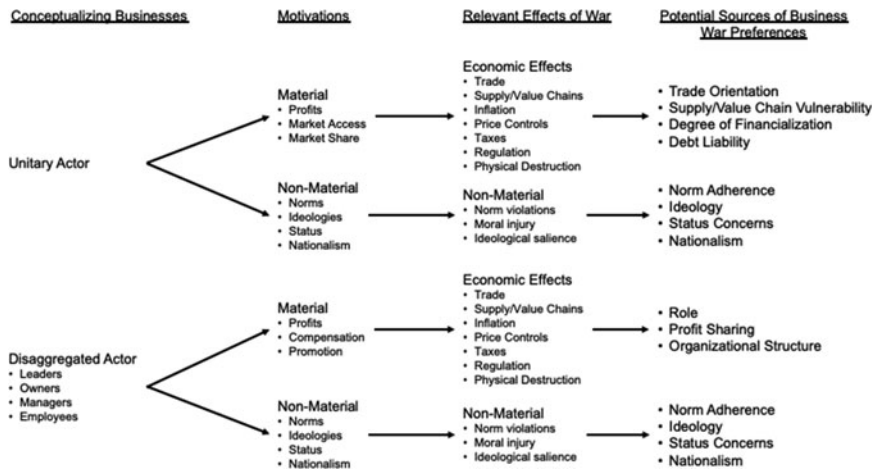 Conceptualizing Businesses
Motivations
Relevant Effects of War
Potential Sources of Business
War Preferences
Unitary Actor
Material
• Profits
• Market Access
• Market Share
Economic Effects
• Trade
• Supply/Value Chains
• Inflation
• Price Controls
• Taxes
• Regulation
• Physical Destruction
• Trade Orientation
• Supply/Value Chain Vulnerability
• Degree of Financialization
• Debt Liability
Non-Material
• Norms
• Ideologies
• Status
• Nationalism
Non-Material
• Norm violations
• Moral injury
• Ideological salience
• Norm Adherence
• Ideology
• Status Concerns
• Nationalism
Disaggregated Actor
• Leaders
• Owners
• Managers
• Employees
Material
• Profits
• Compensation
• Promotion
Economic Effects
• Trade
• Supply/Value Chains
• Inflation
• Price Controls
• Taxes
• Regulation
• Physical Destruction
• Role
• Profit Sharing
• Organizational Structure
Non-Material
• Norms
• Ideologies
• Status
• Nationalism
Non-Material
• Norm violations
• Moral injury
• Ideological salience
• Norm Adherence
• Ideology
• Status Concerns
• Nationalism